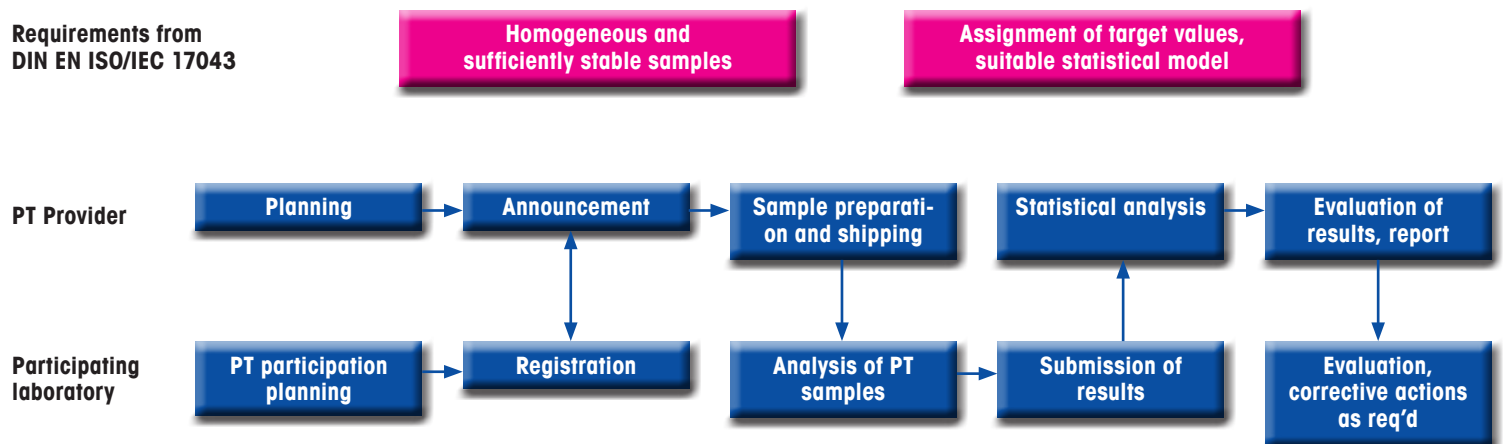 Requirements from
DIN EN ISO/IEC 17043
Homogeneous and
sufficiently stable samples
Assignment of target values,
suitable statistical model
PT Provider
Planning
Announcement
Sample preparati-
on and shipping
Statistical analysis
Evaluation of
results, report
Participating
laboratory
PT participation
planning
Registration
Analysis of PT
samples
Submission of
results
Evaluation,
corrective actions
as req'd